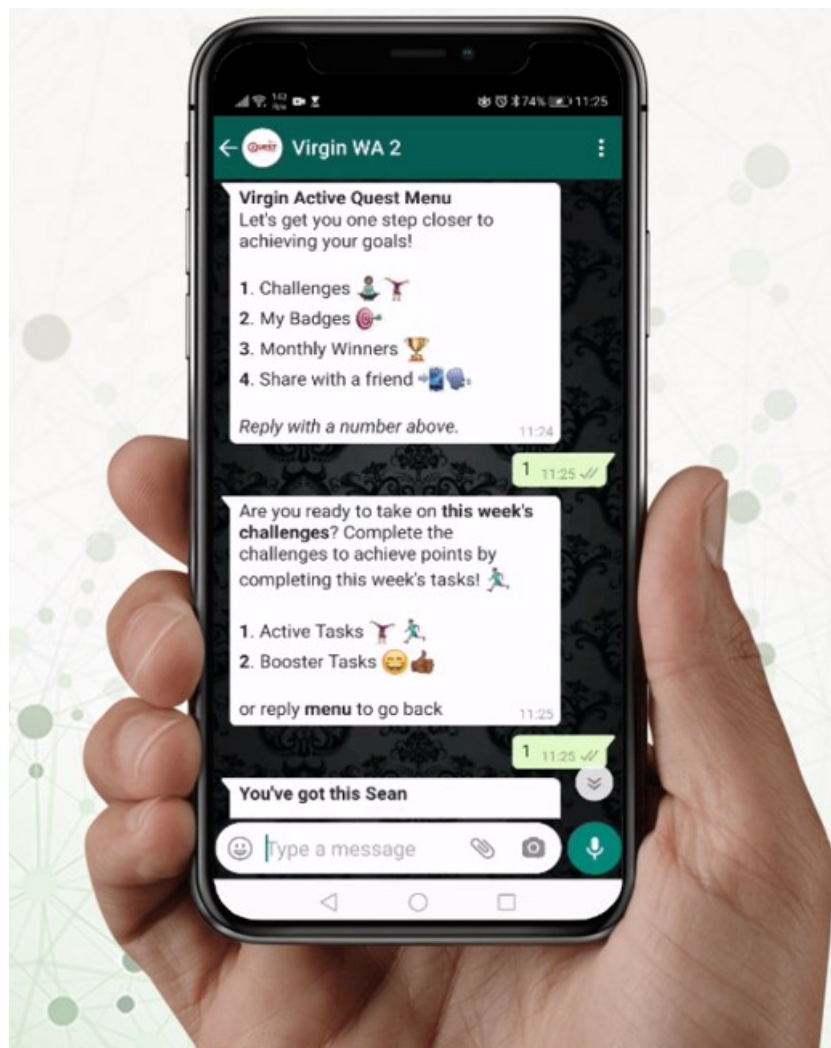 74% 11:25
QUEST
Virgin WA 2
Virgin Active Quest Menu
Let's get you one step closer to
achieving your goals!
1. Challenges
2. My Badges
3. Monthly Winners
4. Share with a friend
Reply with a number above.
11:24
1 11:25
Are you ready to take on this week's
challenges? Complete the
challenges to achieve points by
completing this week's tasks!
1. Active Tasks
2. Booster Tasks
or reply menu to go back
11:25
1 11:25
You've got this Sean
Type a message